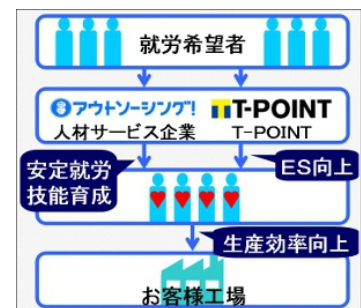 就労希望者
アウトソーシング!
T-POINT
人材サービス企業
T-POINT
安定就労
技能育成
ES向上
生産効率向上
お客様工場